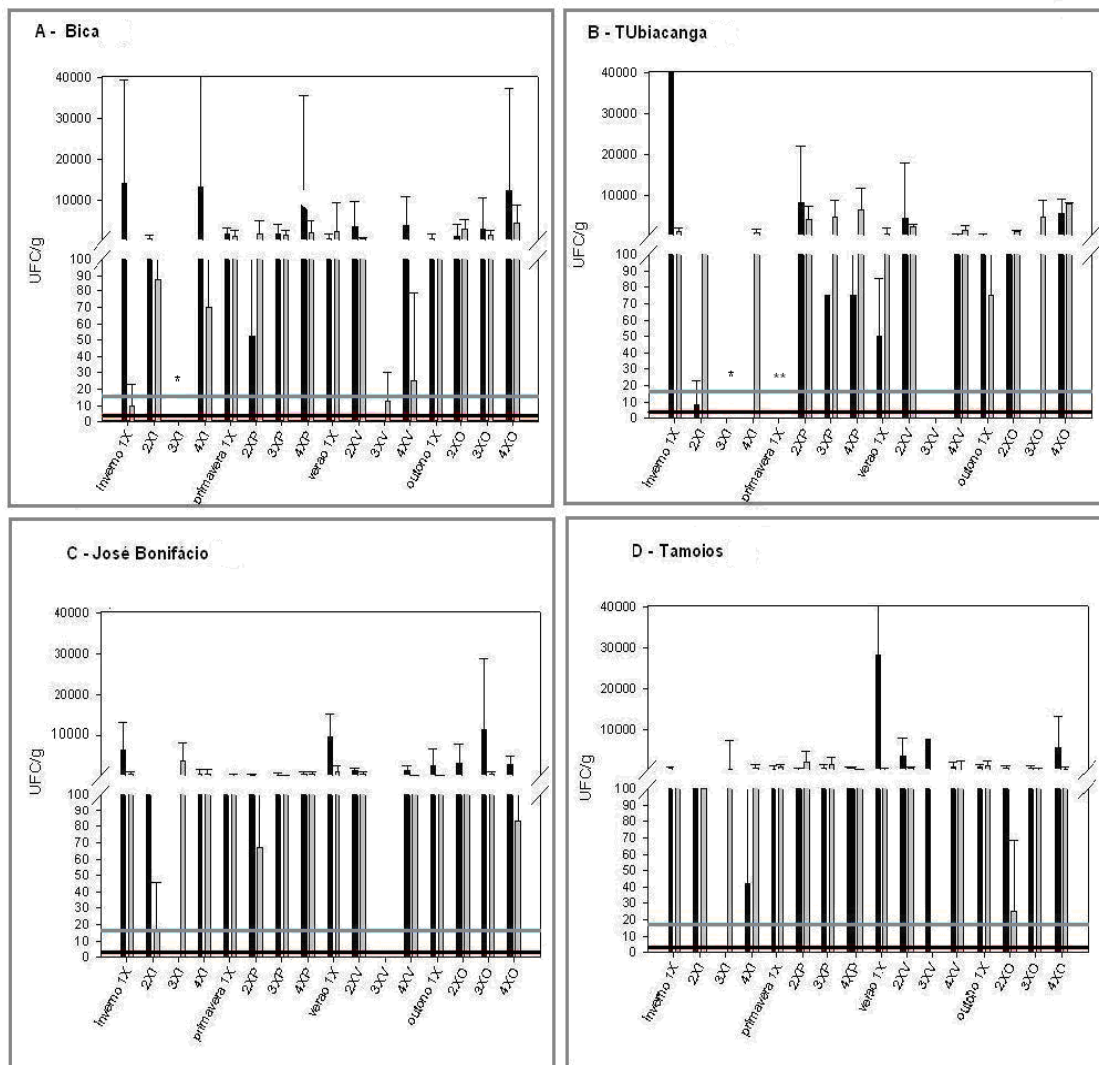 A - Bica
UFC/g
40000
30000
20000
10000
100
90
80
70
60
50
40
30
20
10
0
*
inverno 1X
2XI
3XI
4XI
primavera 1X
2XP
3XP
4XP
verao 1X
2XV
3XV
4XV
outono 1X
2XO
3XO
4XO
B - TUbiacanga
UFC/g
40000
30000
20000
10000
100
90
80
70
60
50
40
30
20
10
0
*
**
inverno 1X
2XI
3XI
4XI
primavera 1X
2XP
3XP
4XP
verao 1X
2XV
3XV
4XV
outono 1X
2XO
3XO
4XO
C - José Bonifácio
UFC/g
40000
30000
20000
10000
100
90
80
70
60
50
40
30
20
10
0
inverno 1X
2XI
3XI
4XI
primavera 1X
2XP
3XP
4XP
verao 1X
2XV
3XV
4XV
outono 1X
2XO
3XO
4XO
D - Tamoios
UFC/g
40000
30000
20000
10000
100
90
80
70
60
50
40
30
20
10
0
inverno 1X
2XI
3XI
4XI
primavera 1X
2XP
3XP
4XP
verao 1X
2XV
3XV
4XV
outono 1X
2XO
3XO
4XO